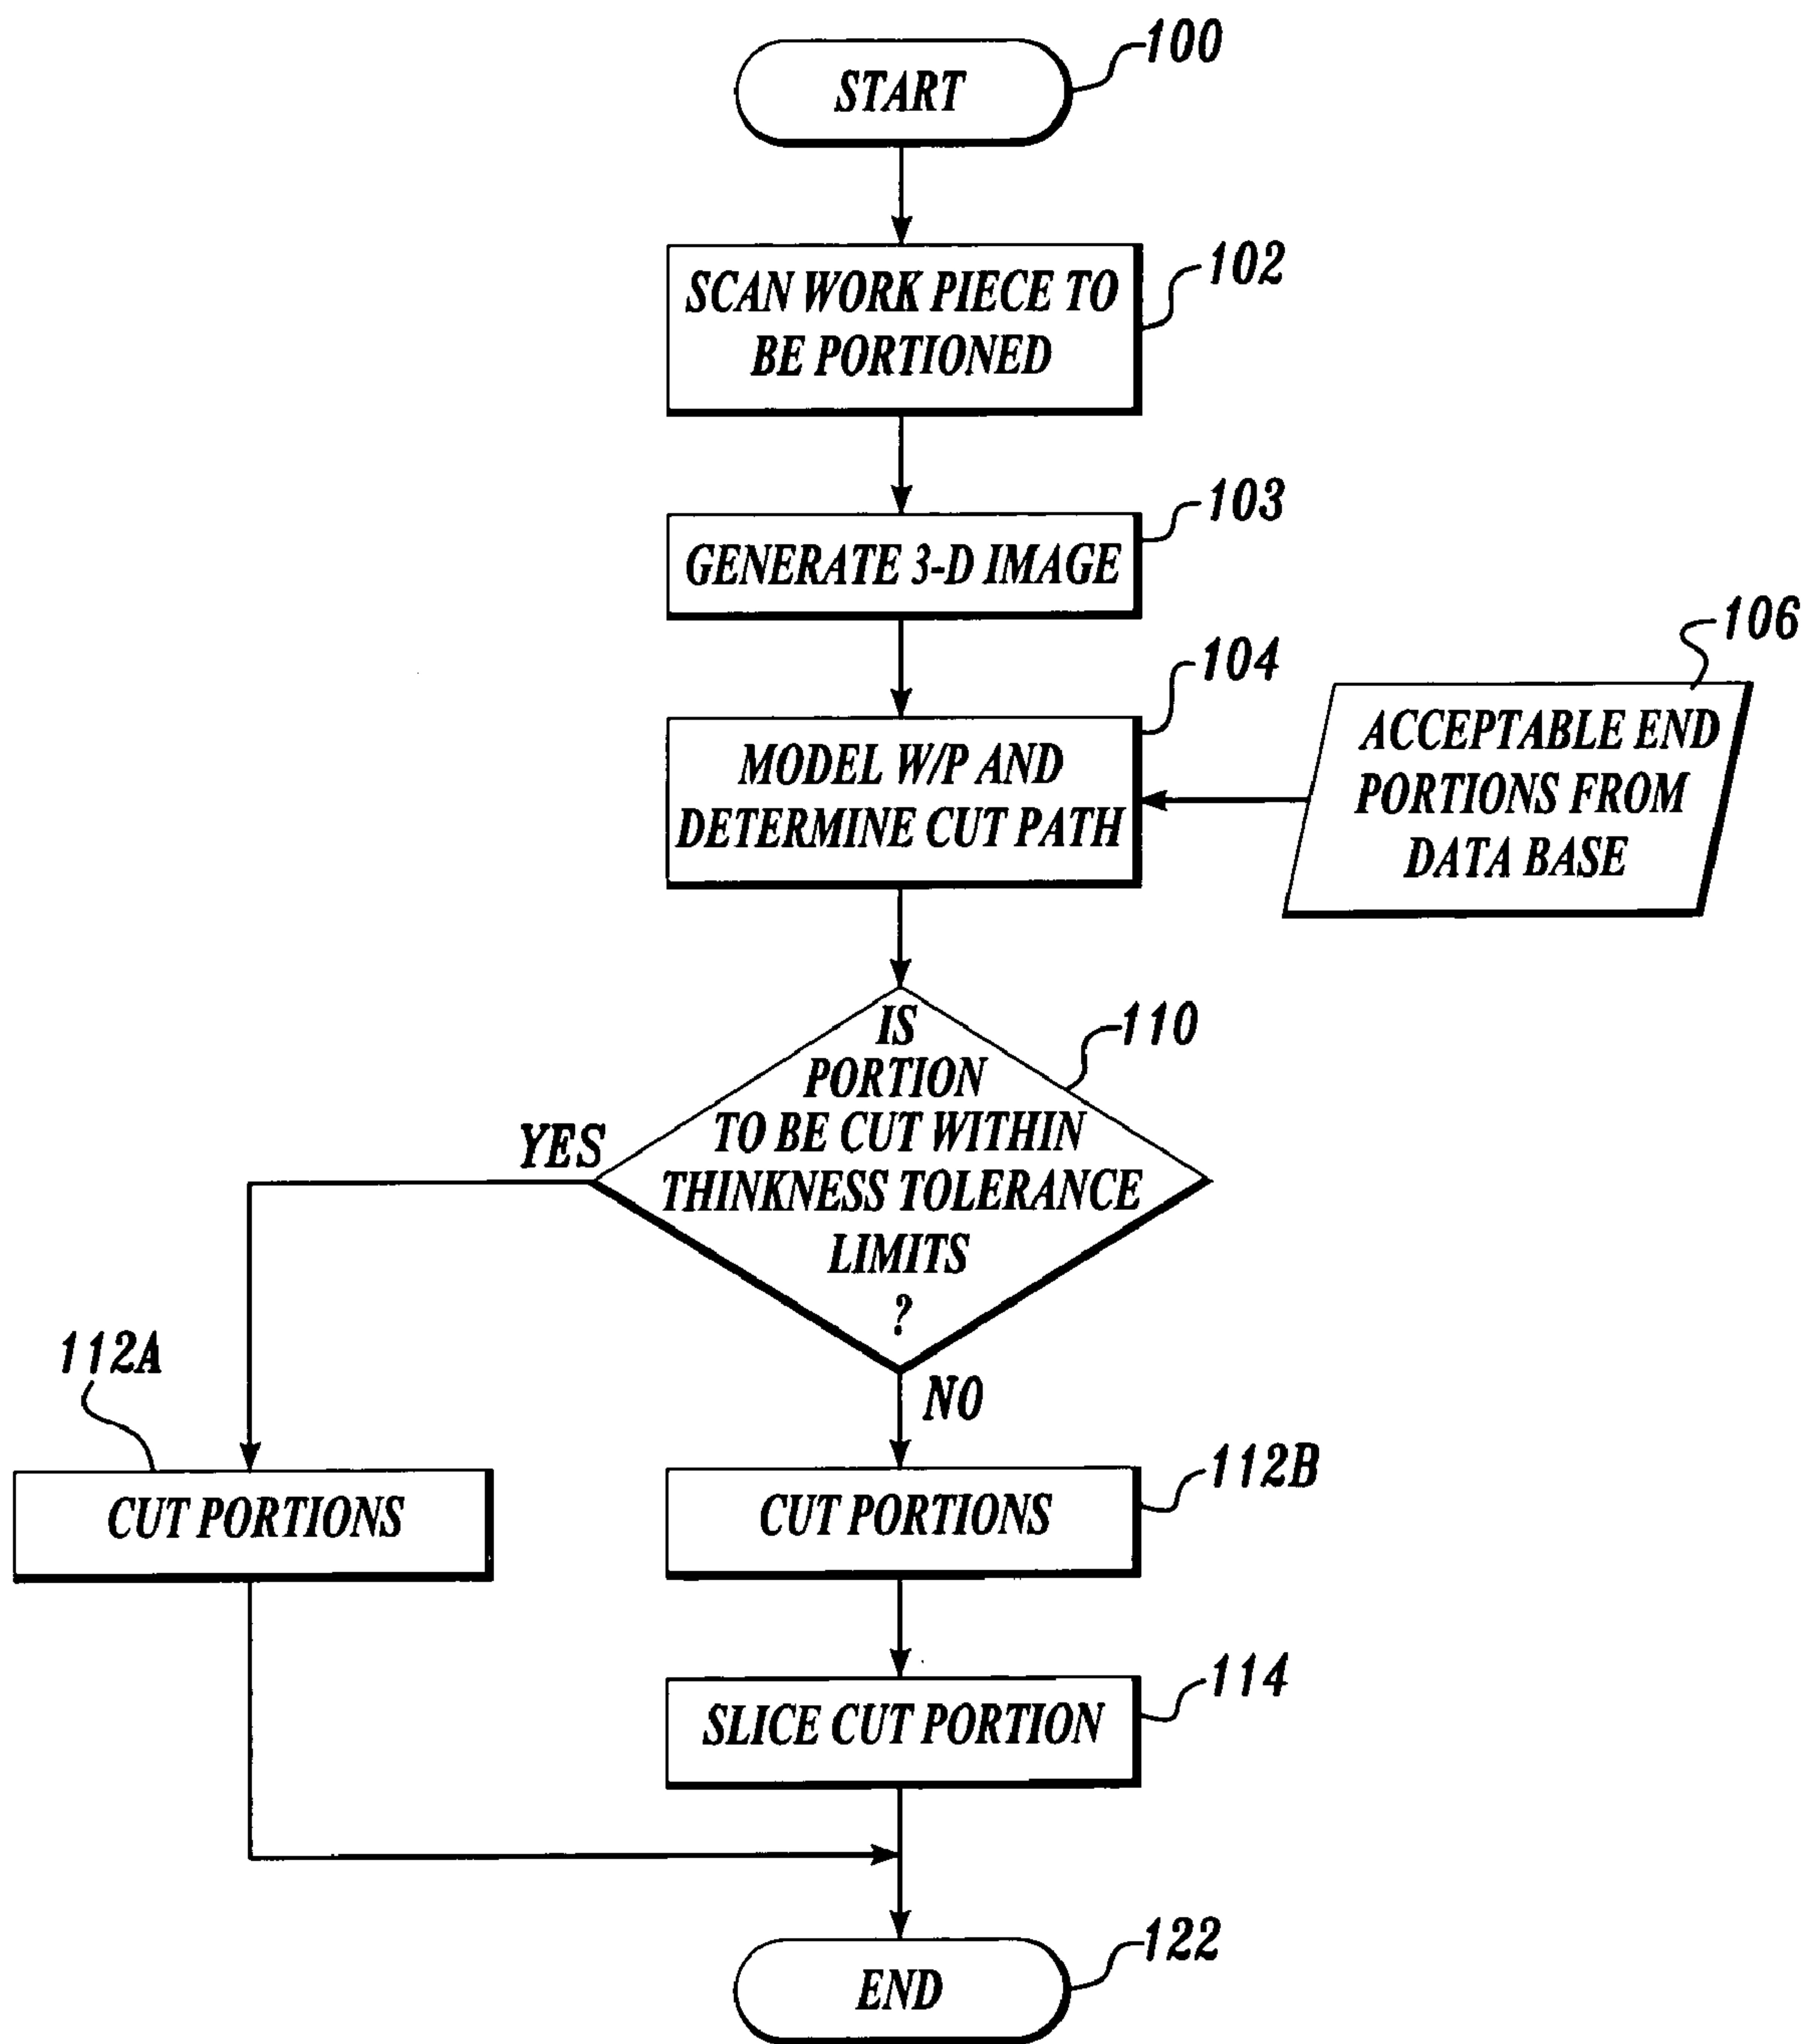 100
START
102
SCAN WORK PIECE TO
BE PORTIONED
103
GENERATE 3-D IMAGE
104
MODEL W/P AND
DETERMINE CUT PATH
106
ACCEPTABLE END
PORTIONS FROM
DATA BASE
110
IS
PORTION
TO BE CUT WITHIN
THINKNESS TOLERANCE
LIMITS
?
YES
NO
112A
CUT PORTIONS
112B
CUT PORTIONS
114
SLICE CUT PORTION
122
END